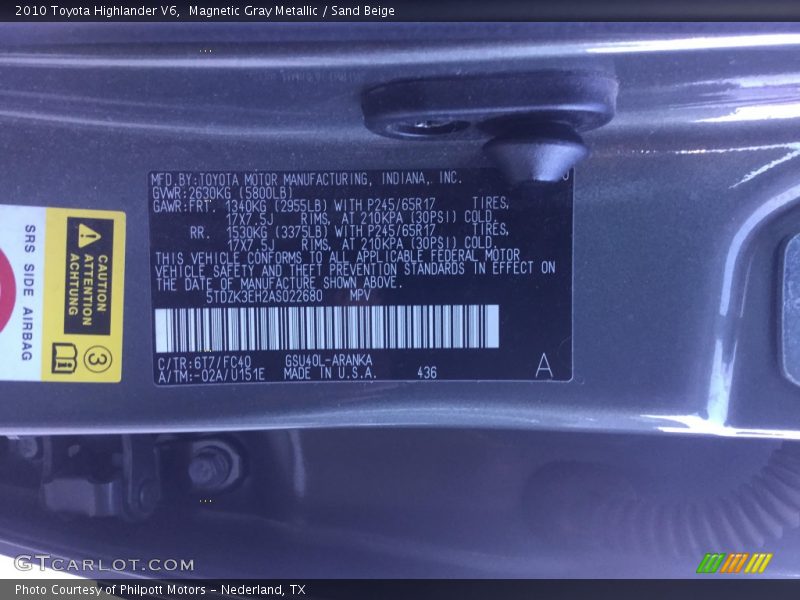 2010 Toyota Highlander V6,  Magnetic Gray Metallic / Sand Beige
MFD.BY:TOYOTA MOTOR MANUFACTURING, INDIANA, INC.
GVWR:2630KG (5800LB)
GAWR:FRT. 1340KG (2955LB) WITH P245/65R17 TIRES,
17X7.5J RIMS, AT 210KPA (30PSI) COLD.
RR. 1530KG (3375LB) WITH P245/65R17 TIRES,
17X7.5J RIMS, AT 210KPA (30PSI) COLD.
THIS VEHICLE CONFORMS TO ALL APPLICABLE FEDERAL MOTOR
VEHICLE SAFETY AND THEFT PREVENTION STANDARDS IN EFFECT ON
THE DATE OF MANUFACTURE SHOWN ABOVE.
5TDZK3EH2AS022680 MPV
C/TR:6T7/FC40 GSU40L-ARANKA
A/TM:-02A/U151E MADE IN U.S.A. 436
A
SRS SIDE AIRBAG
CAUTION
ATTENTION
ACHTUNG
3
GTCARLOT.COM
Photo Courtesy of Philpott Motors - Nederland, TX